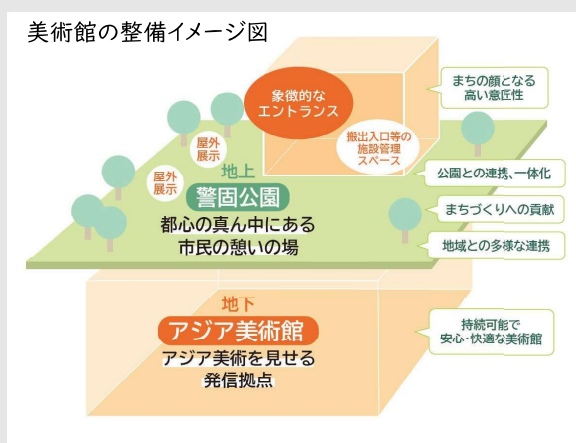 美術館の整備イメージ図
象徴的な
エントランス
まちの顔となる
高い意匠性
搬出入口等の
施設管理
スペース
屋外
展示
屋外
展示
公園との連携、一体化
地上
警固公園
都心の真ん中にある
市民の憩いの場
まちづくりへの貢献
地域との多様な連携
地下
アジア美術館
アジア美術を見せる
発信拠点
持続可能で
安心・快適な美術館